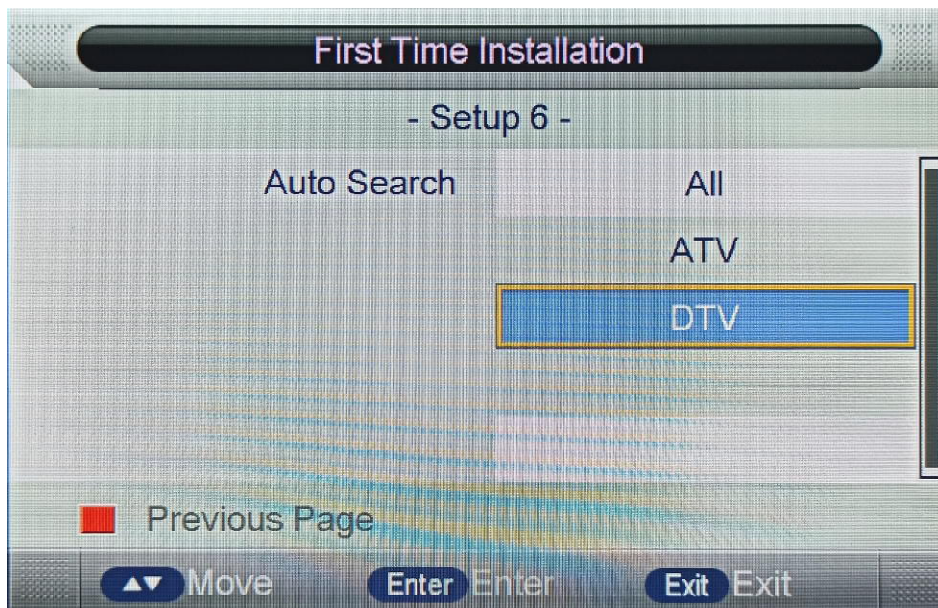 First Time Installation
- Setup 6 -
Auto Search All
ATV
DTV
Previous Page
Move Enter Enter Exit Exit